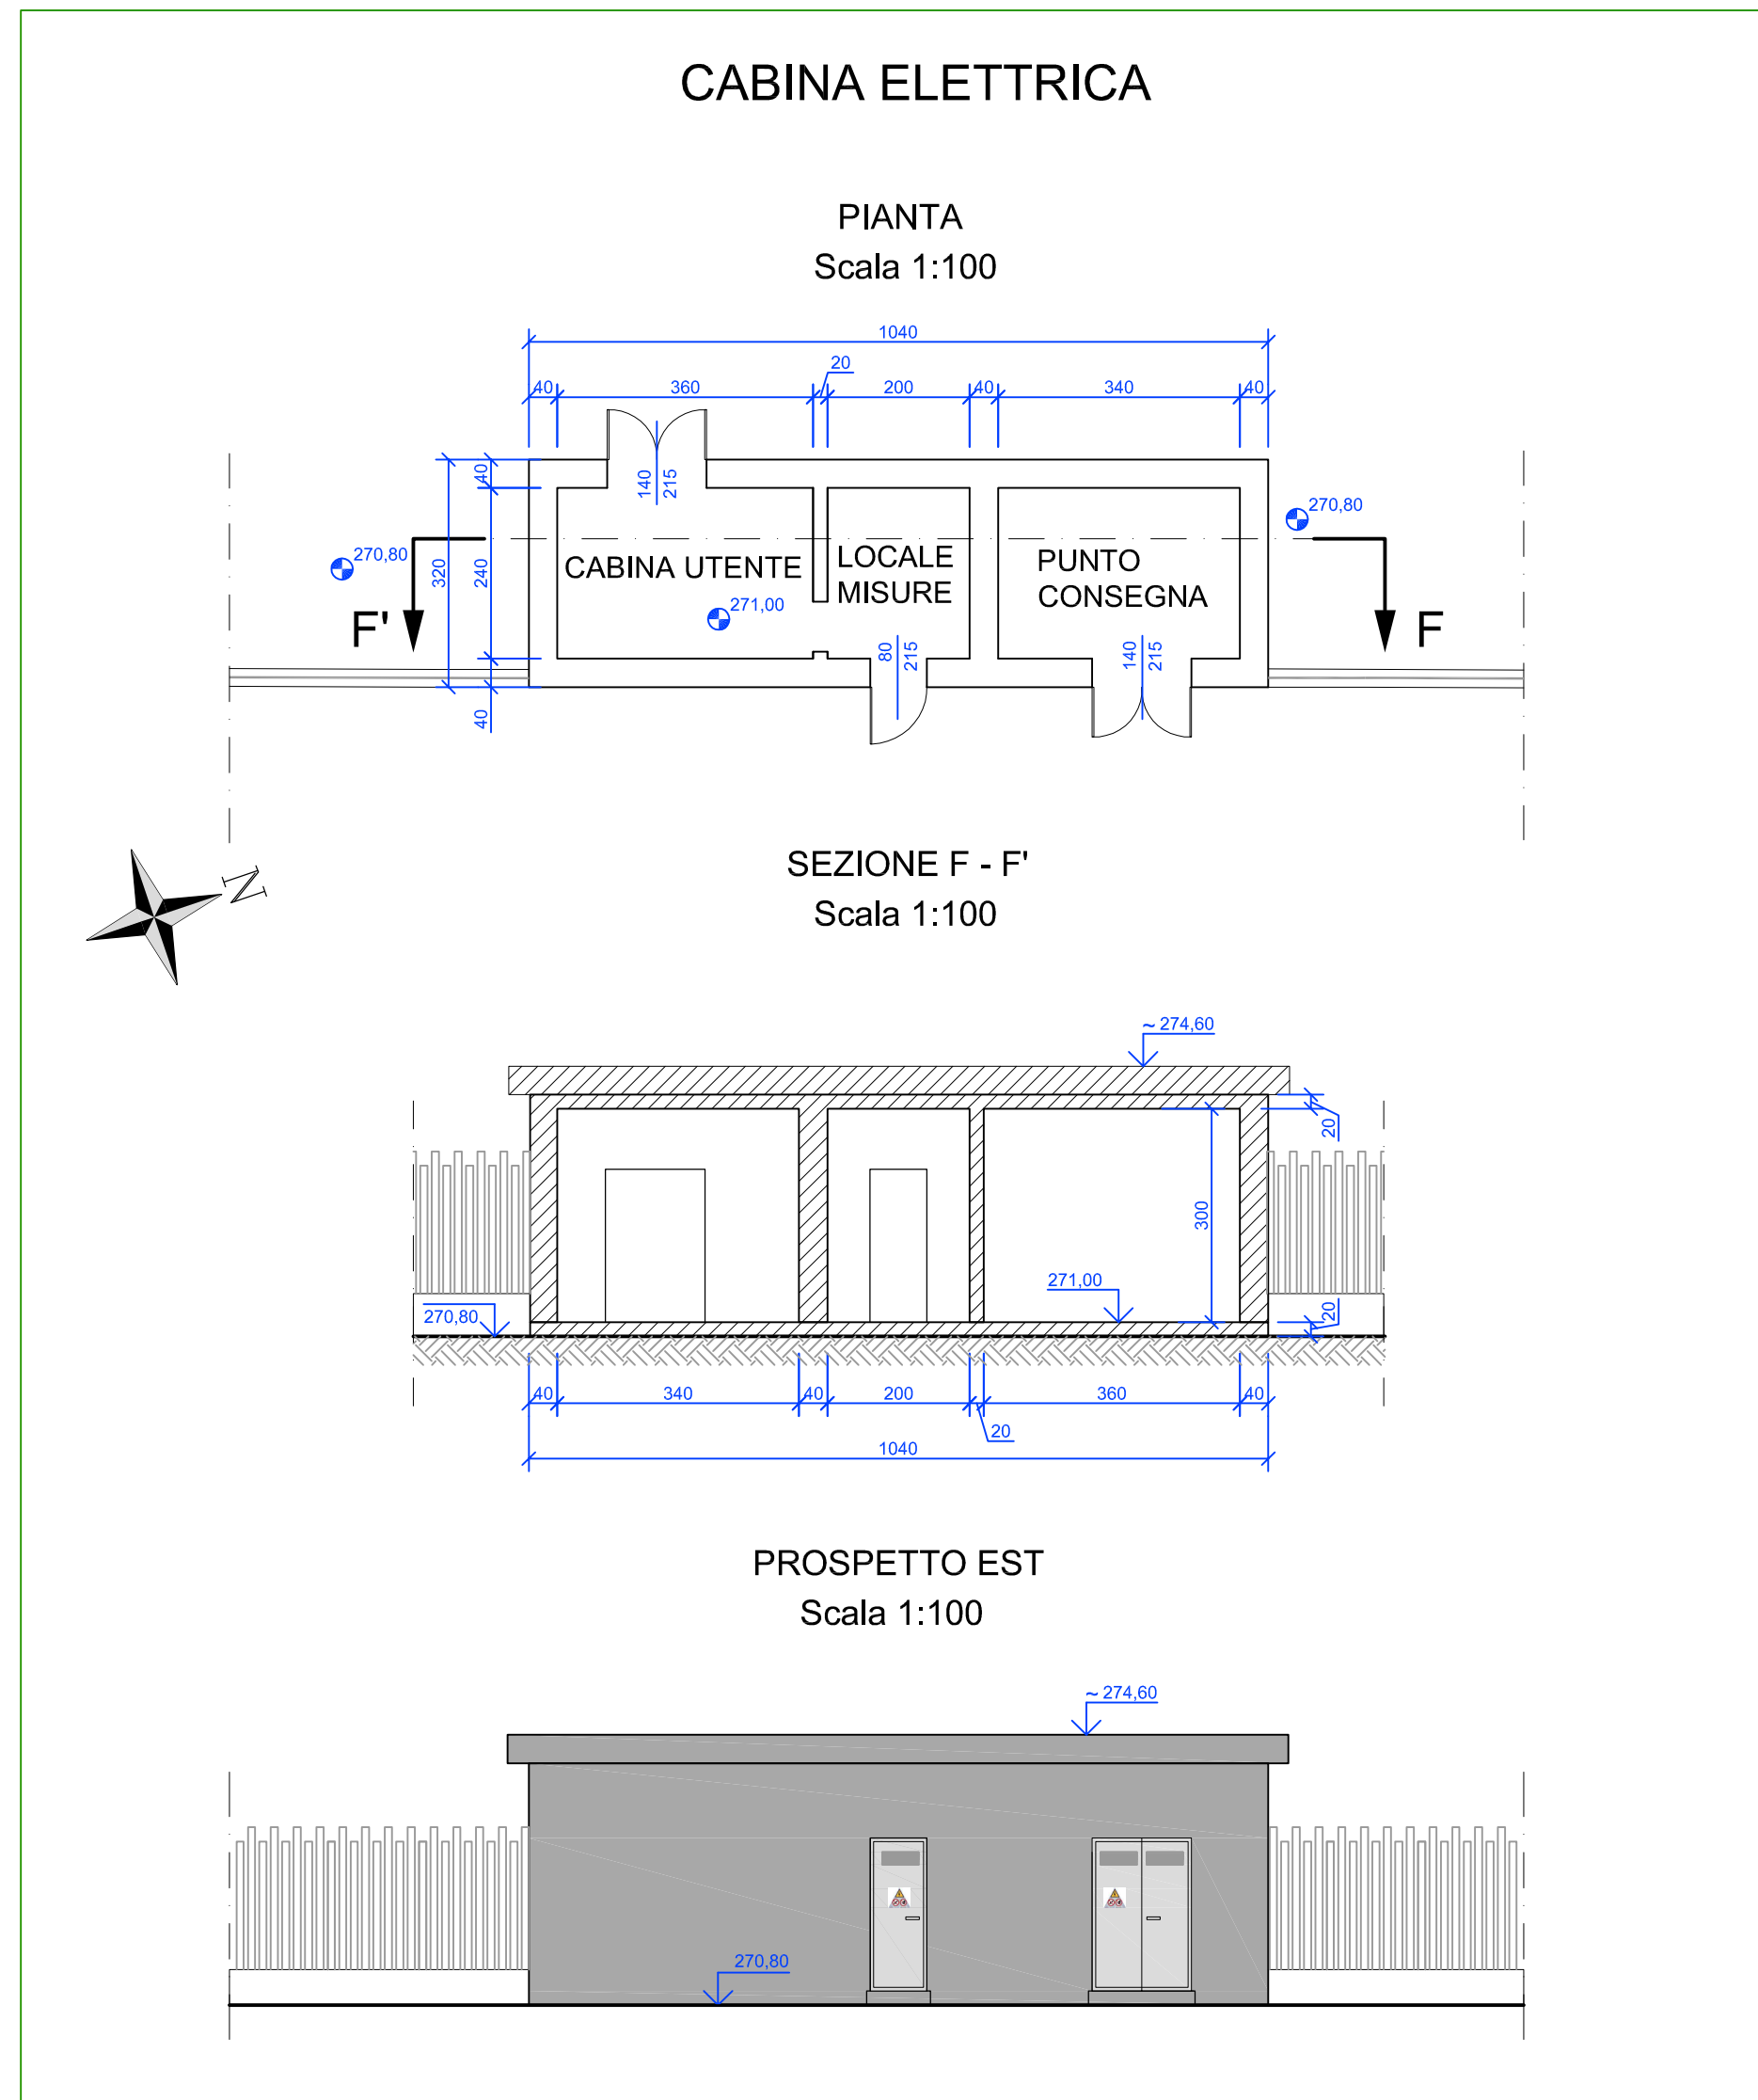 CABINA ELETTRICA
PIANTA
Scala 1:100
1040
20
40 360 200 40 340 40
40
140
215
270,80
270,80
320
240
CABINA UTENTE
LOCALE
MISURE
PUNTO
CONSEGNA
271,00
F'
F
80
215
140
215
40
N
SEZIONE F - F'
Scala 1:100
~ 274,60
20
300
271,00
270,80
20
40 340 40 200 360 40
20
1040
PROSPETTO EST
Scala 1:100
~ 274,60
270,80